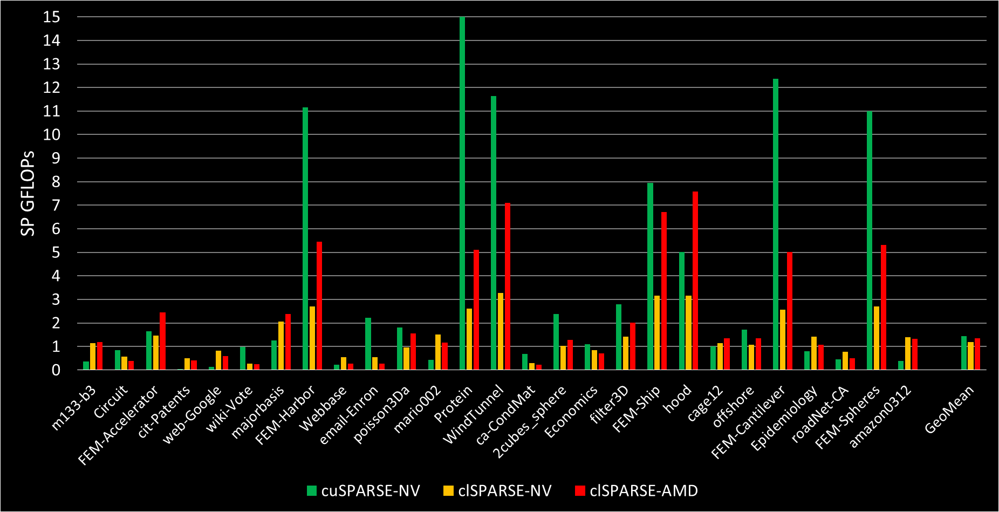 15
14
13
12
11
10
9
8
7
6
5
4
3
2
1
0
SP GFLOPs
m133-b3
Circuit
FEM-Accelerator
cit-Patents
web-Google
wiki-Vote
majorbasis
FEM-Harbor
Webbase
email-Enron
poisson3Da
mario002
Protein
WindTunnel
ca-CondMat
2cubes_sphere
Economics
filter3D
FEM-Ship
hood
cage12
offshore
FEM-Cantilever
Epidemiology
roadNet-CA
FEM-Spheres
amazon0312
GeoMean
cuSPARSE-NV
clSPARSE-NV
clSPARSE-AMD